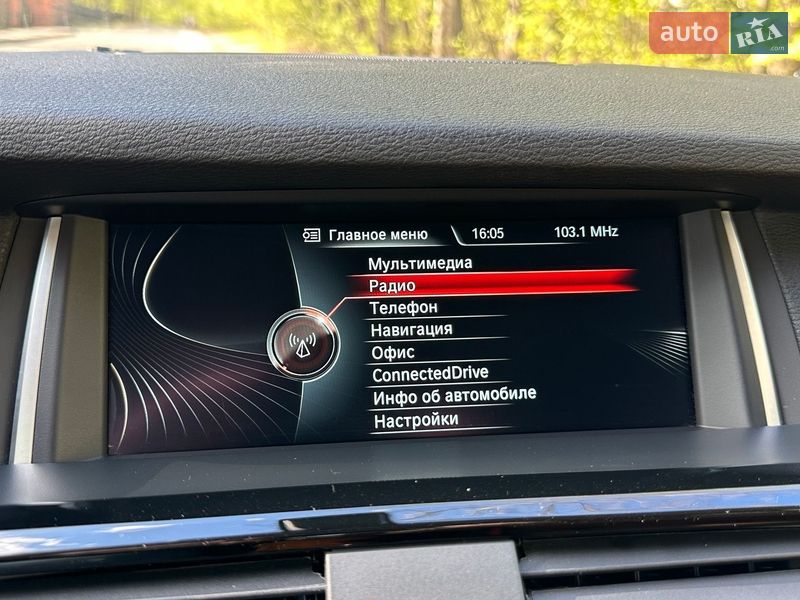 auto RIA.com
Главное меню 16:05 103.1 MHz
Мультимедиа
Радио
Телефон
Навигация
Офис
ConnectedDrive
Инфо об автомобиле
Настройки